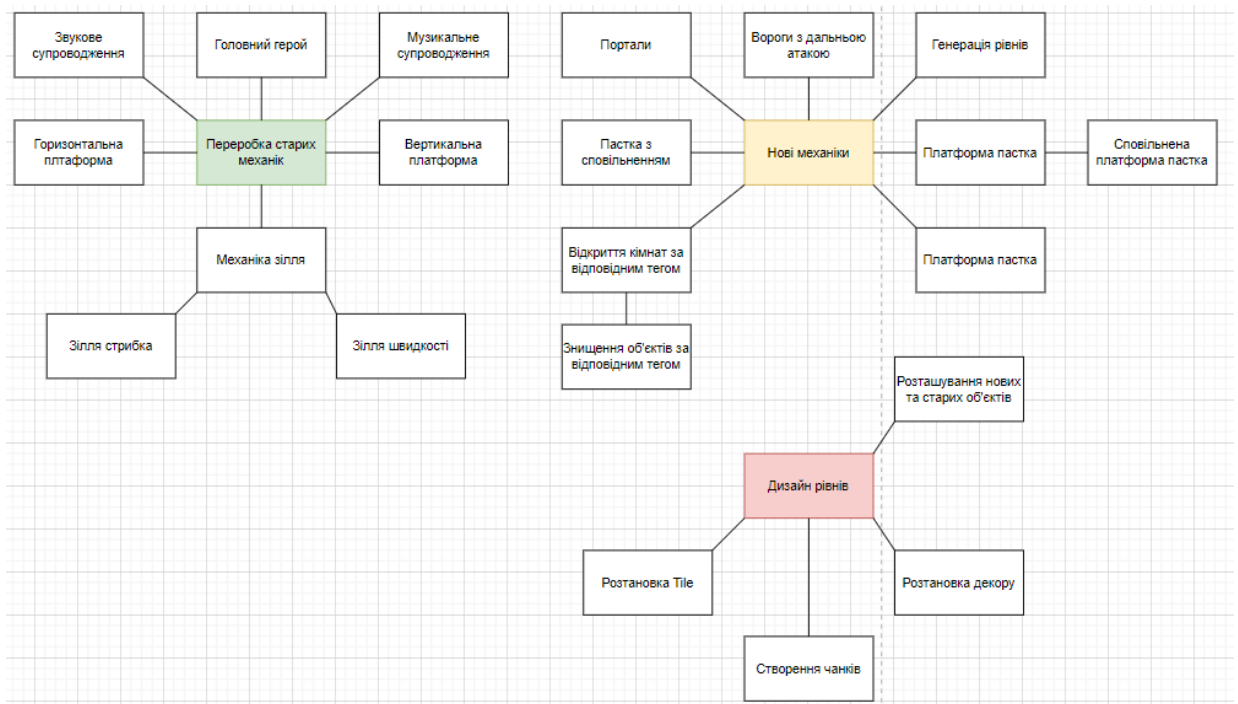 Звукове
супроводження
Головний герой
Музикальне
супроводження
Горизонтальна
плтаформа
Переробка старих
механік
Вертикальна
платформа
Механіка зілля
Зілля стрибка
Зілля швидкості
Портали
Вороги з дальньою
атакою
Генерація рівнів
Пастка з
сповільненням
Нові механіки
Платформа пастка
Сповільнена
платформа пастка
Відкриття кімнат за
відповідним тегом
Платформа пастка
Знищення об'єктів за
відповідним тегом
Розташування нових
та старих об'єктів
Дизайн рівнів
Розтановка Tile
Розтановка декору
Створення чанків